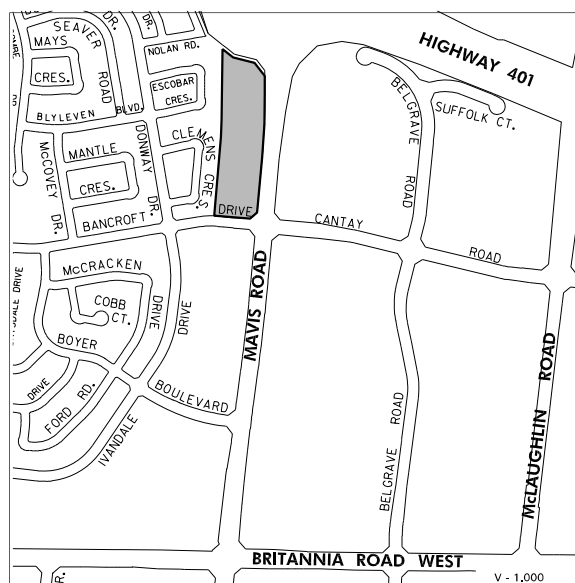 SEAVER
DR.
DR.
MAYS
NOLAN RD.
HIGHWAY 401
CRES.
ROAD
ESCOBAR
CRES.
BELGRAVE
ROAD
SUFFOLK CT.
BLYLEVEN
BLVD.
McCOVEY
DR.
MANTLE
CRES.
DONWAY
DR.
CLEMENS CRES.
BANCROFT
DRIVE
CANTAY
ROAD
McCRACKEN
DRIVE
DRIVE
COBB
CT.
BOYER
DRIVE
FORD RD.
IVANDALE
BOULEVARD
MAVIS ROAD
BELGRAVE ROAD
McLAUGHLIN ROAD
BRITANNIA ROAD WEST
V - 1,000